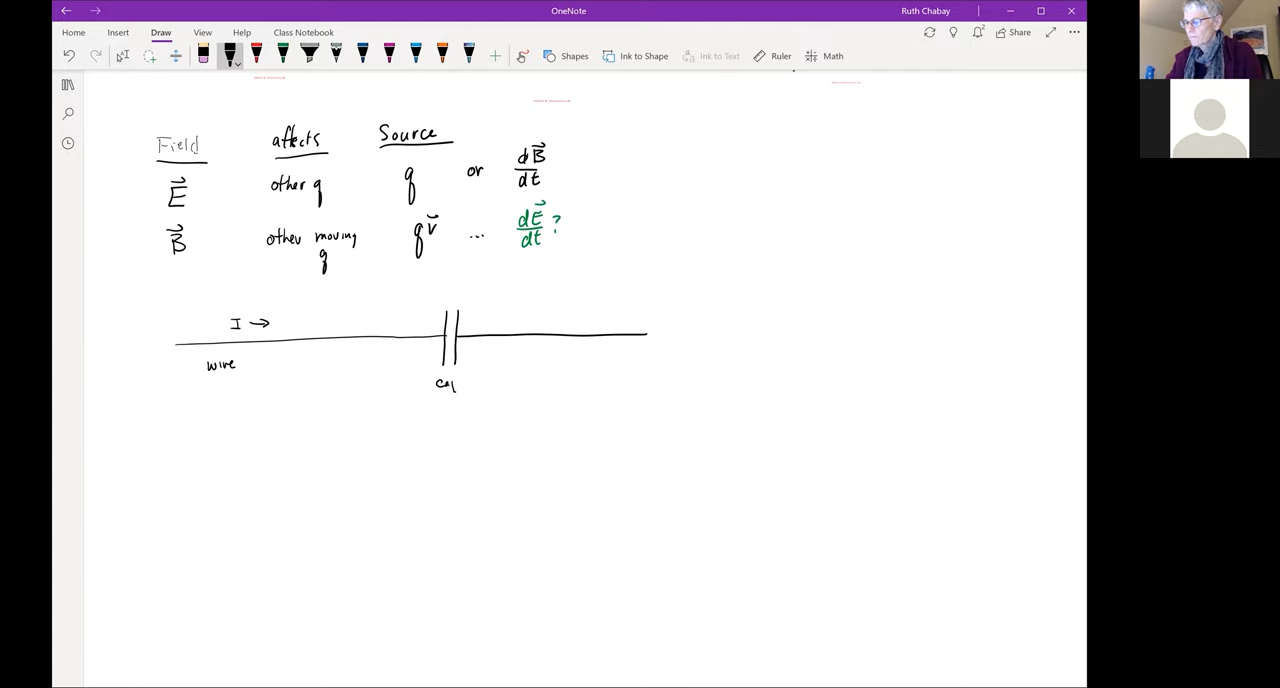 OneNote
Ruth Chabay
Home Insert Draw View Help Class Notebook
Share
Shapes Ink to Shape Ink to Text Ruler Math
Field affects Source
E⃗ other q q or dB⃗/dt
B⃗ other moving q qv⃗ ... dE⃗/dt ?
I →
wire